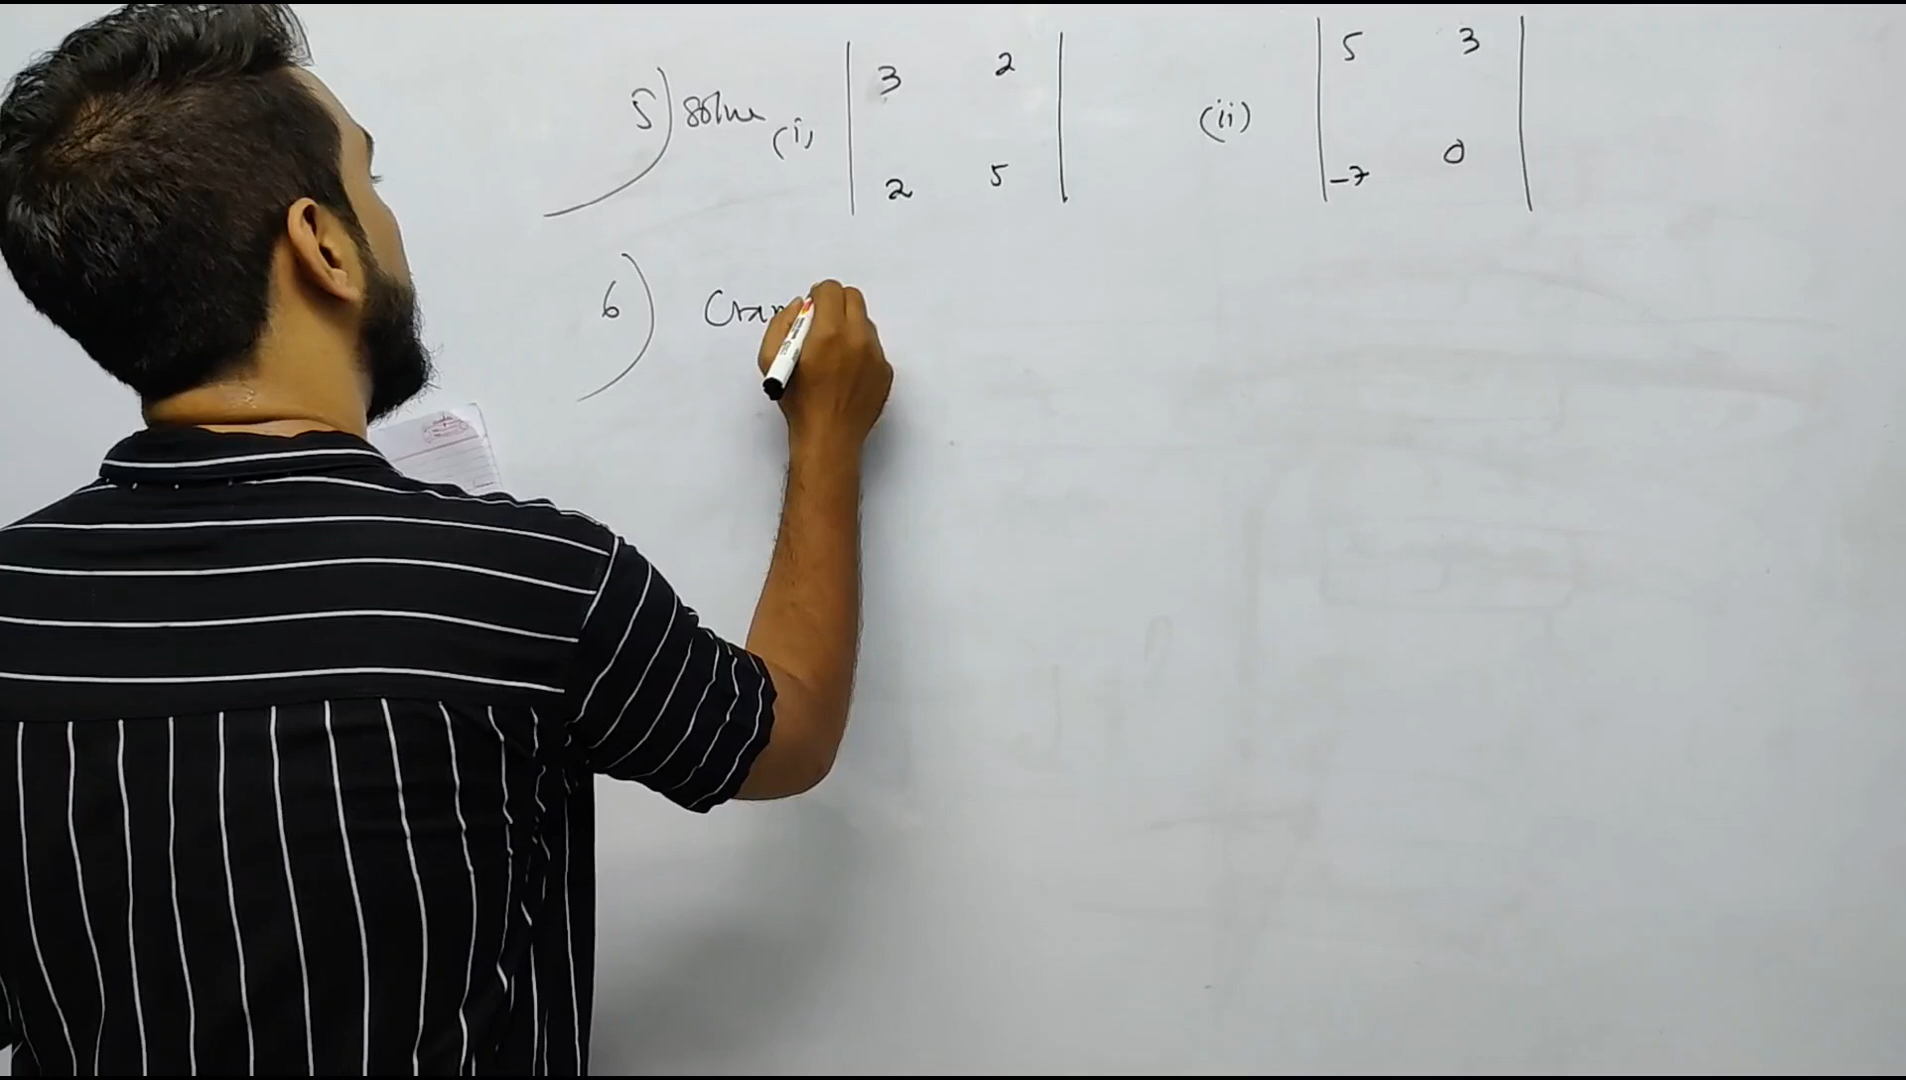 5) Solve (i) | 3 2 | (ii) | 5 3 |
| 2 5 | | -7 0 |
6) Cram